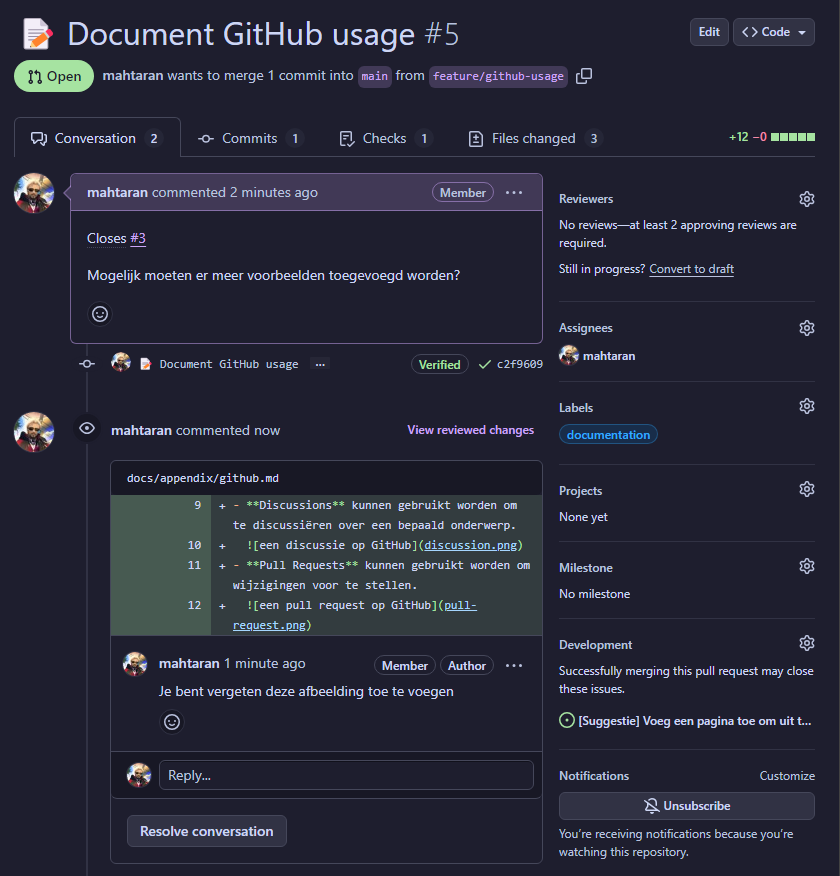 Document GitHub usage #5
Edit
Code
Open
mahtaran wants to merge 1 commit into main from feature/github-usage
Conversation 2
Commits 1
Checks 1
Files changed 3
+12 −0
mahtaran commented 2 minutes ago
Member
Closes #3
Mogelijk moeten er meer voorbeelden toegevoegd worden?
Document GitHub usage ...
Verified
c2f9609
mahtaran commented now
View reviewed changes
docs/appendix/github.md
9 + - **Discussions** kunnen gebruikt worden om
te discussiëren over een bepaald onderwerp.
10 + ![een discussie op GitHub](discussion.png)
11 + - **Pull Requests** kunnen gebruikt worden om
wijzigingen voor te stellen.
12 + ![een pull request op GitHub](pull-
request.png)
mahtaran 1 minute ago
Member
Author
Je bent vergeten deze afbeelding toe te voegen
Reply...
Resolve conversation
Reviewers
No reviews—at least 2 approving reviews are
required.
Still in progress? Convert to draft
Assignees
mahtaran
Labels
documentation
Projects
None yet
Milestone
No milestone
Development
Successfully merging this pull request may close
these issues.
[Suggestie] Voeg een pagina toe om uit t...
Notifications
Customize
Unsubscribe
You're receiving notifications because you're
watching this repository.